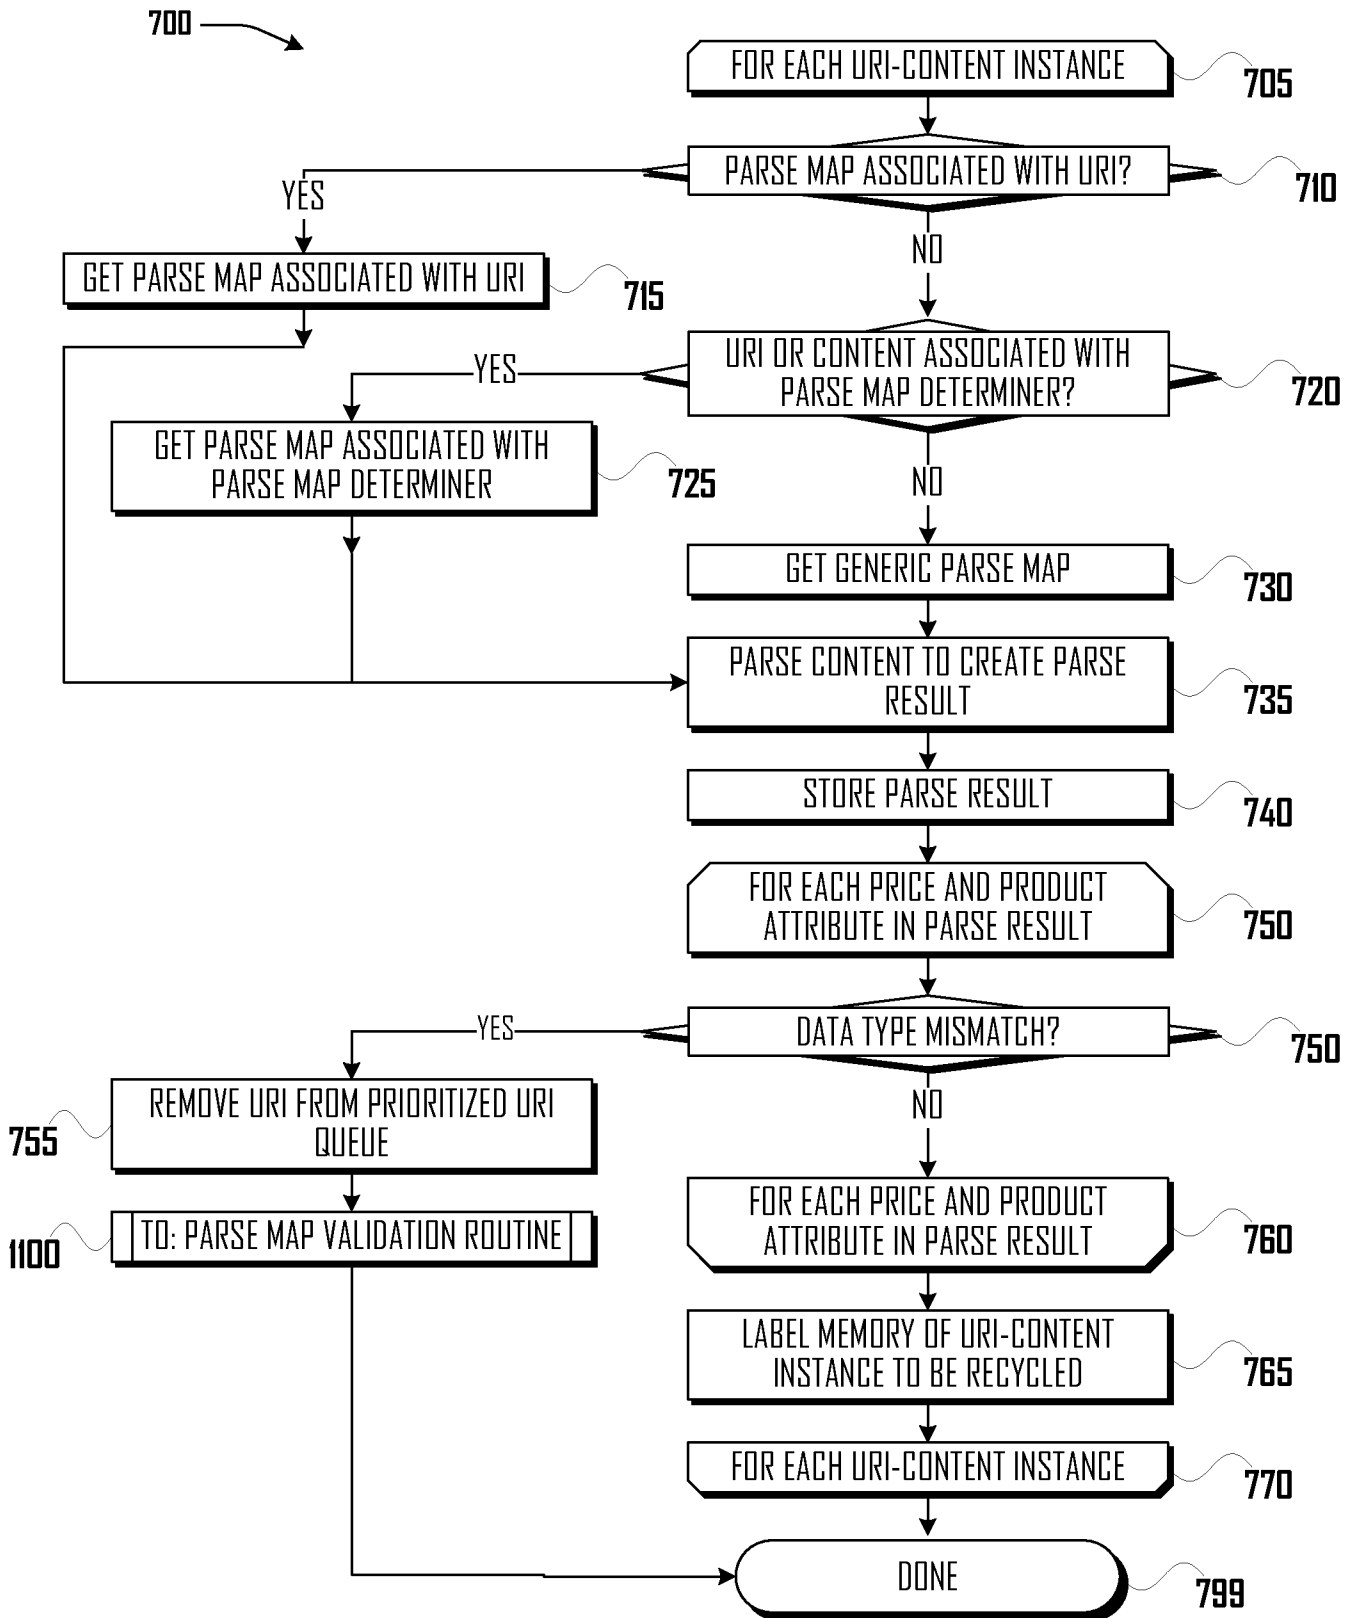 700
FOR EACH URI-CONTENT INSTANCE
705
PARSE MAP ASSOCIATED WITH URI?
710
YES
NO
GET PARSE MAP ASSOCIATED WITH URI
715
URI OR CONTENT ASSOCIATED WITH
PARSE MAP DETERMINER?
720
YES
GET PARSE MAP ASSOCIATED WITH
PARSE MAP DETERMINER
725
NO
GET GENERIC PARSE MAP
730
PARSE CONTENT TO CREATE PARSE
RESULT
735
STORE PARSE RESULT
740
FOR EACH PRICE AND PRODUCT
ATTRIBUTE IN PARSE RESULT
750
DATA TYPE MISMATCH?
750
YES
NO
REMOVE URI FROM PRIORITIZED URI
QUEUE
755
TO: PARSE MAP VALIDATION ROUTINE
1100
FOR EACH PRICE AND PRODUCT
ATTRIBUTE IN PARSE RESULT
760
LABEL MEMORY OF URI-CONTENT
INSTANCE TO BE RECYCLED
765
FOR EACH URI-CONTENT INSTANCE
770
DONE
799